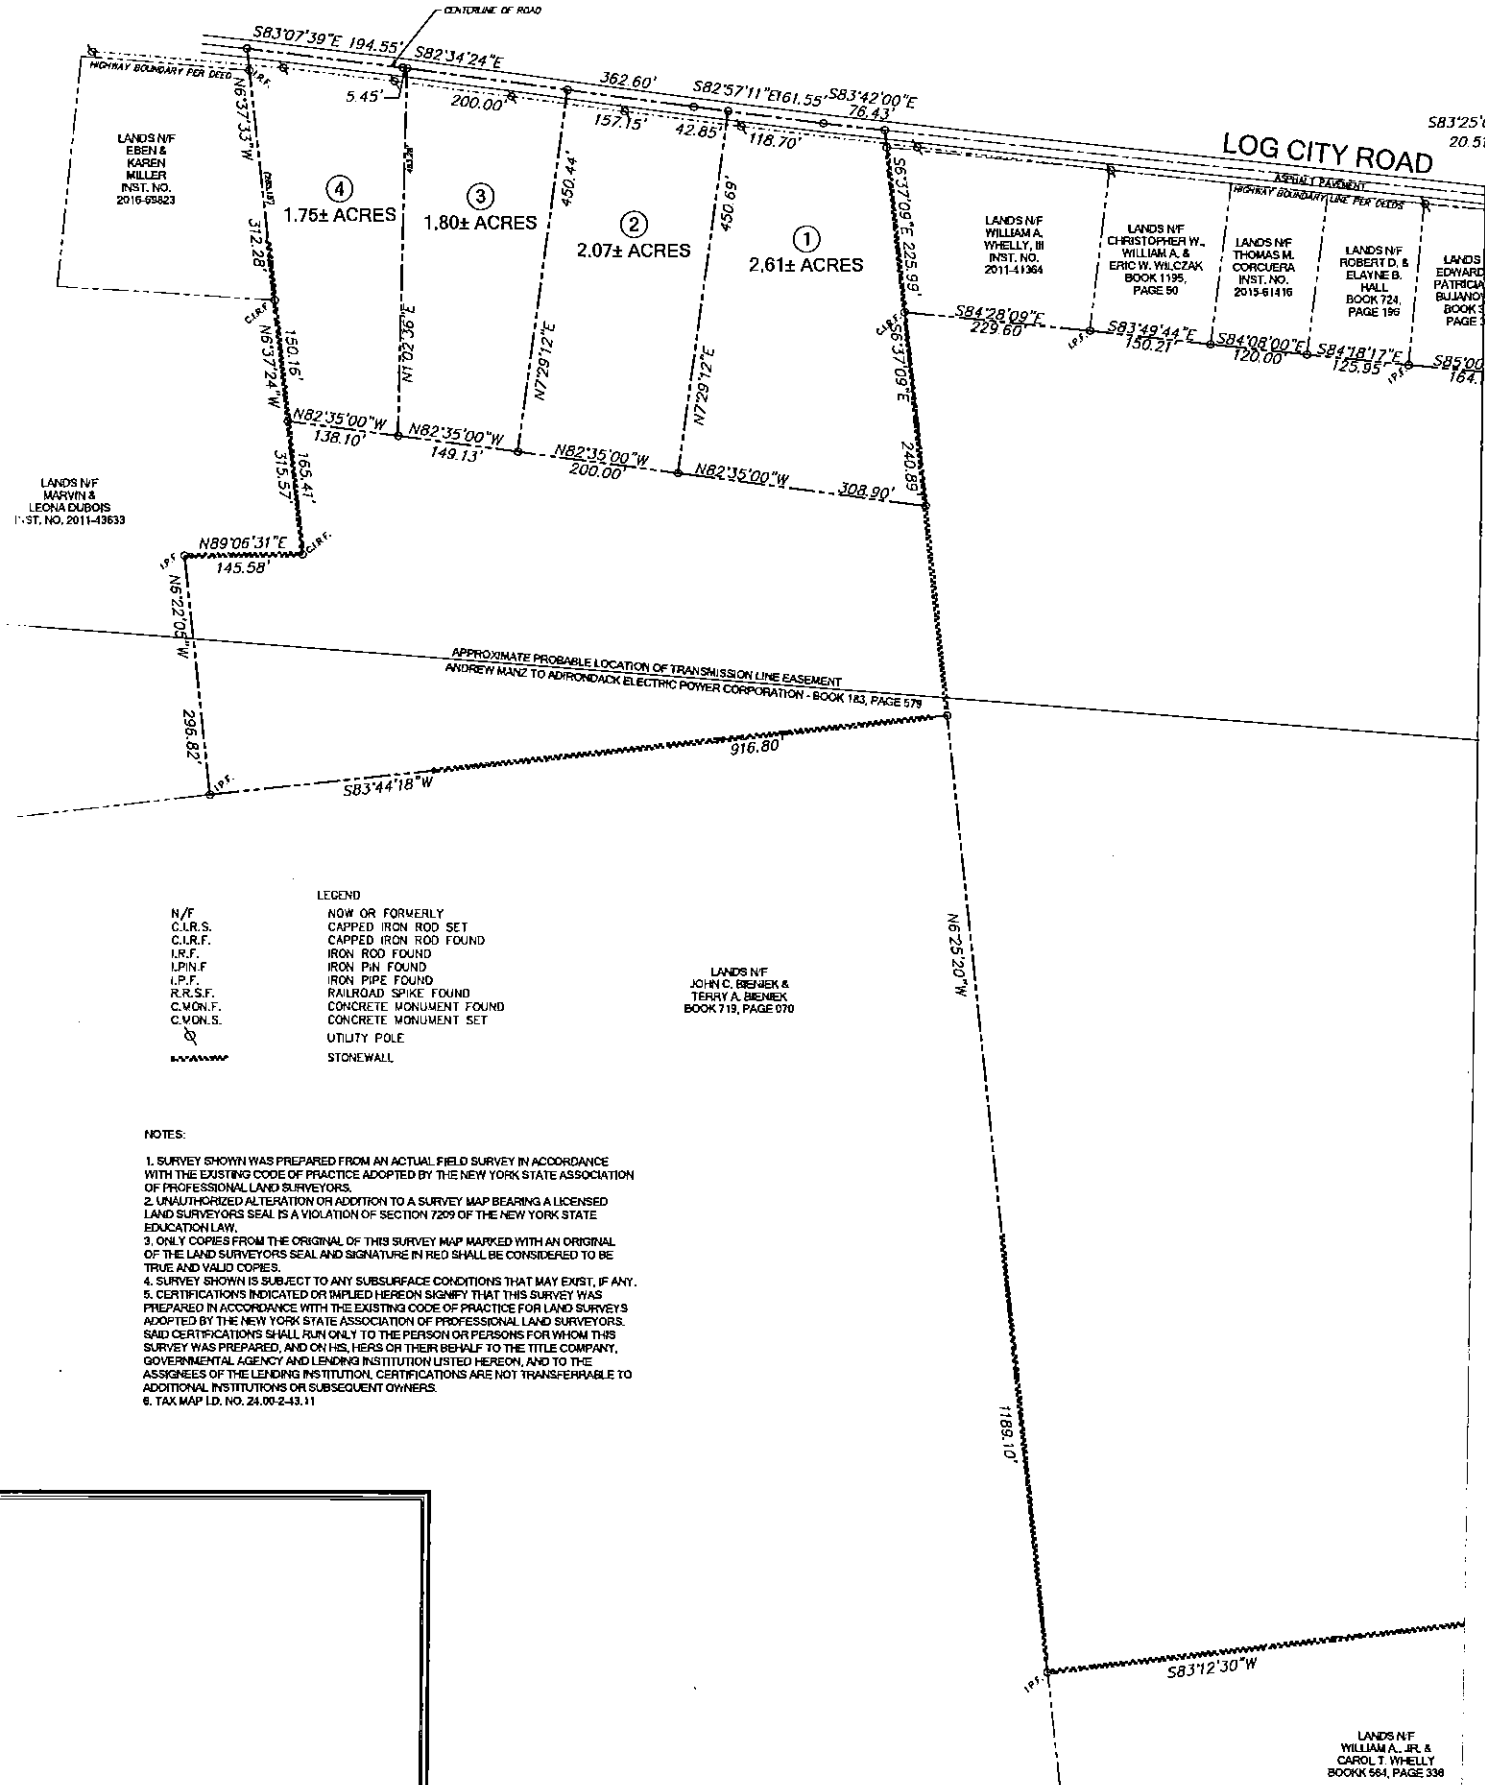 CENTERLINE OF ROAD
S83°07'39"E 194.55'
S82°34'24"E
362.60'
S82°57'11"E161.55'
S83°42'00"E
76.43'
S83°25'
20.5
HIGHWAY BOUNDARY PER DEED
I.R.F.
5.45'
200.00'
157.15'
42.85'
118.70'
LOG CITY ROAD
ASPHALT PAVEMENT
HIGHWAY BOUNDARY LINE PER DEEDS
LANDS N/F
EBEN &
KAREN
MILLER
INST. NO.
2016-69823
N6°37'33"W
312.28'
4
1.75± ACRES
3
1.80± ACRES
450.44'
2
2.07± ACRES
450.69'
1
2.61± ACRES
S6°37'09"E 225.99'
LANDS N/F
WILLIAM A.
WHELLY, III
INST. NO.
2011-41364
LANDS N/F
CHRISTOPHER W.,
WILLIAM A. &
ERIC W. WILCZAK
BOOK 1195,
PAGE 50
LANDS N/F
THOMAS M.
CORCUERA
INST. NO.
2015-61416
LANDS N/F
ROBERT D. &
ELAYNE B.
HALL
BOOK 724,
PAGE 196
LANDS
EDWARD
PATRICIA
BUJANO
BOOK
PAGE
C.I.R.F.
N6°37'24"W
150.16'
N1°02'36"E
N7°29'12"E
N7°29'12"E
C.I.R.F.
S6°37'09"E
240.89'
S84°28'09"E
229.60'
I.P.F.
S83°49'44"E
150.21'
S84°08'00"E
120.00'
S84°18'17"E
125.95'
I.P.F.
S85°00
164.
N82°35'00"W
138.10'
N82°35'00"W
149.13'
N82°35'00"W
200.00'
N82°35'00"W
308.90'
315.57'
165.41'
LANDS N/F
MARVIN &
LEONA DUBOIS
INST. NO. 2011-43633
I.P.F.
N89°06'31"E
145.58'
C.I.R.F.
N6°22'05"W
296.82'
APPROXIMATE PROBABLE LOCATION OF TRANSMISSION LINE EASEMENT
ANDREW MANZ TO ADIRONDACK ELECTRIC POWER CORPORATION - BOOK 183, PAGE 579
I.P.F.
S83°44'18"W
916.80'
LEGEND
N/F NOW OR FORMERLY
C.I.R.S. CAPPED IRON ROD SET
C.I.R.F. CAPPED IRON ROD FOUND
I.R.F. IRON ROD FOUND
I.PIN.F IRON PIN FOUND
I.P.F. IRON PIPE FOUND
R.R.S.F. RAILROAD SPIKE FOUND
C.MON.F. CONCRETE MONUMENT FOUND
C.MON.S. CONCRETE MONUMENT SET
UTILITY POLE
STONEWALL
N6°25'20"W
1189.10'
LANDS N/F
JOHN C. BIENIEK &
TERRY A. BIENIEK
BOOK 719, PAGE 070
NOTES:
1. SURVEY SHOWN WAS PREPARED FROM AN ACTUAL FIELD SURVEY IN ACCORDANCE
WITH THE EXISTING CODE OF PRACTICE ADOPTED BY THE NEW YORK STATE ASSOCIATION
OF PROFESSIONAL LAND SURVEYORS.
2. UNAUTHORIZED ALTERATION OR ADDITION TO A SURVEY MAP BEARING A LICENSED
LAND SURVEYORS SEAL IS A VIOLATION OF SECTION 7209 OF THE NEW YORK STATE
EDUCATION LAW.
3. ONLY COPIES FROM THE ORIGINAL OF THIS SURVEY MAP MARKED WITH AN ORIGINAL
OF THE LAND SURVEYORS SEAL AND SIGNATURE IN RED SHALL BE CONSIDERED TO BE
TRUE AND VALID COPIES.
4. SURVEY SHOWN IS SUBJECT TO ANY SUBSURFACE CONDITIONS THAT MAY EXIST, IF ANY.
5. CERTIFICATIONS INDICATED OR IMPLIED HEREON SIGNIFY THAT THIS SURVEY WAS
PREPARED IN ACCORDANCE WITH THE EXISTING CODE OF PRACTICE FOR LAND SURVEYS
ADOPTED BY THE NEW YORK STATE ASSOCIATION OF PROFESSIONAL LAND SURVEYORS.
SAID CERTIFICATIONS SHALL RUN ONLY TO THE PERSON OR PERSONS FOR WHOM THIS
SURVEY WAS PREPARED, AND ON HIS, HERS OR THEIR BEHALF TO THE TITLE COMPANY,
GOVERNMENTAL AGENCY AND LENDING INSTITUTION LISTED HEREON, AND TO THE
ASSIGNEES OF THE LENDING INSTITUTION, CERTIFICATIONS ARE NOT TRANSFERRABLE TO
ADDITIONAL INSTITUTIONS OR SUBSEQUENT OWNERS.
6. TAX MAP I.D. NO. 24.00-2-43.11
I.P.F.
S83°12'30"W
LANDS N/F
WILLIAM A., JR. &
CAROL T. WHELLY
BOOKK 564, PAGE 336